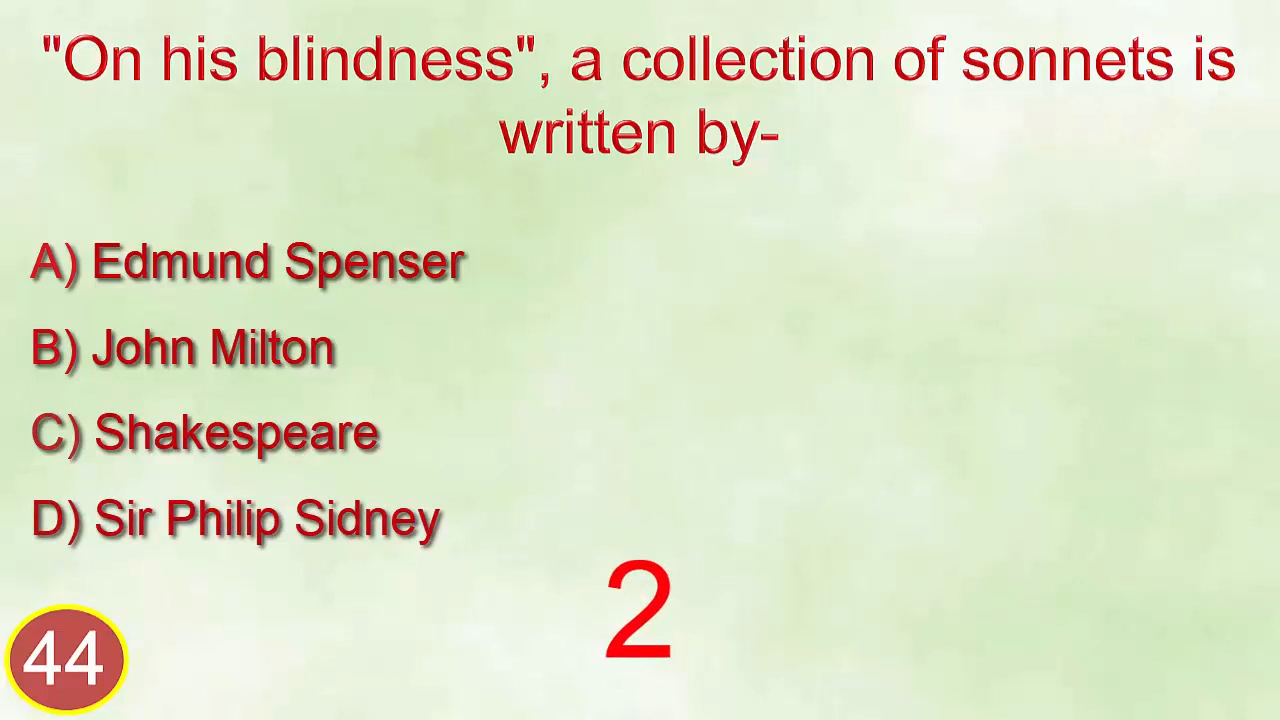 "On his blindness", a collection of sonnets is
written by-
A) Edmund Spenser
B) John Milton
C) Shakespeare
D) Sir Philip Sidney
2
44